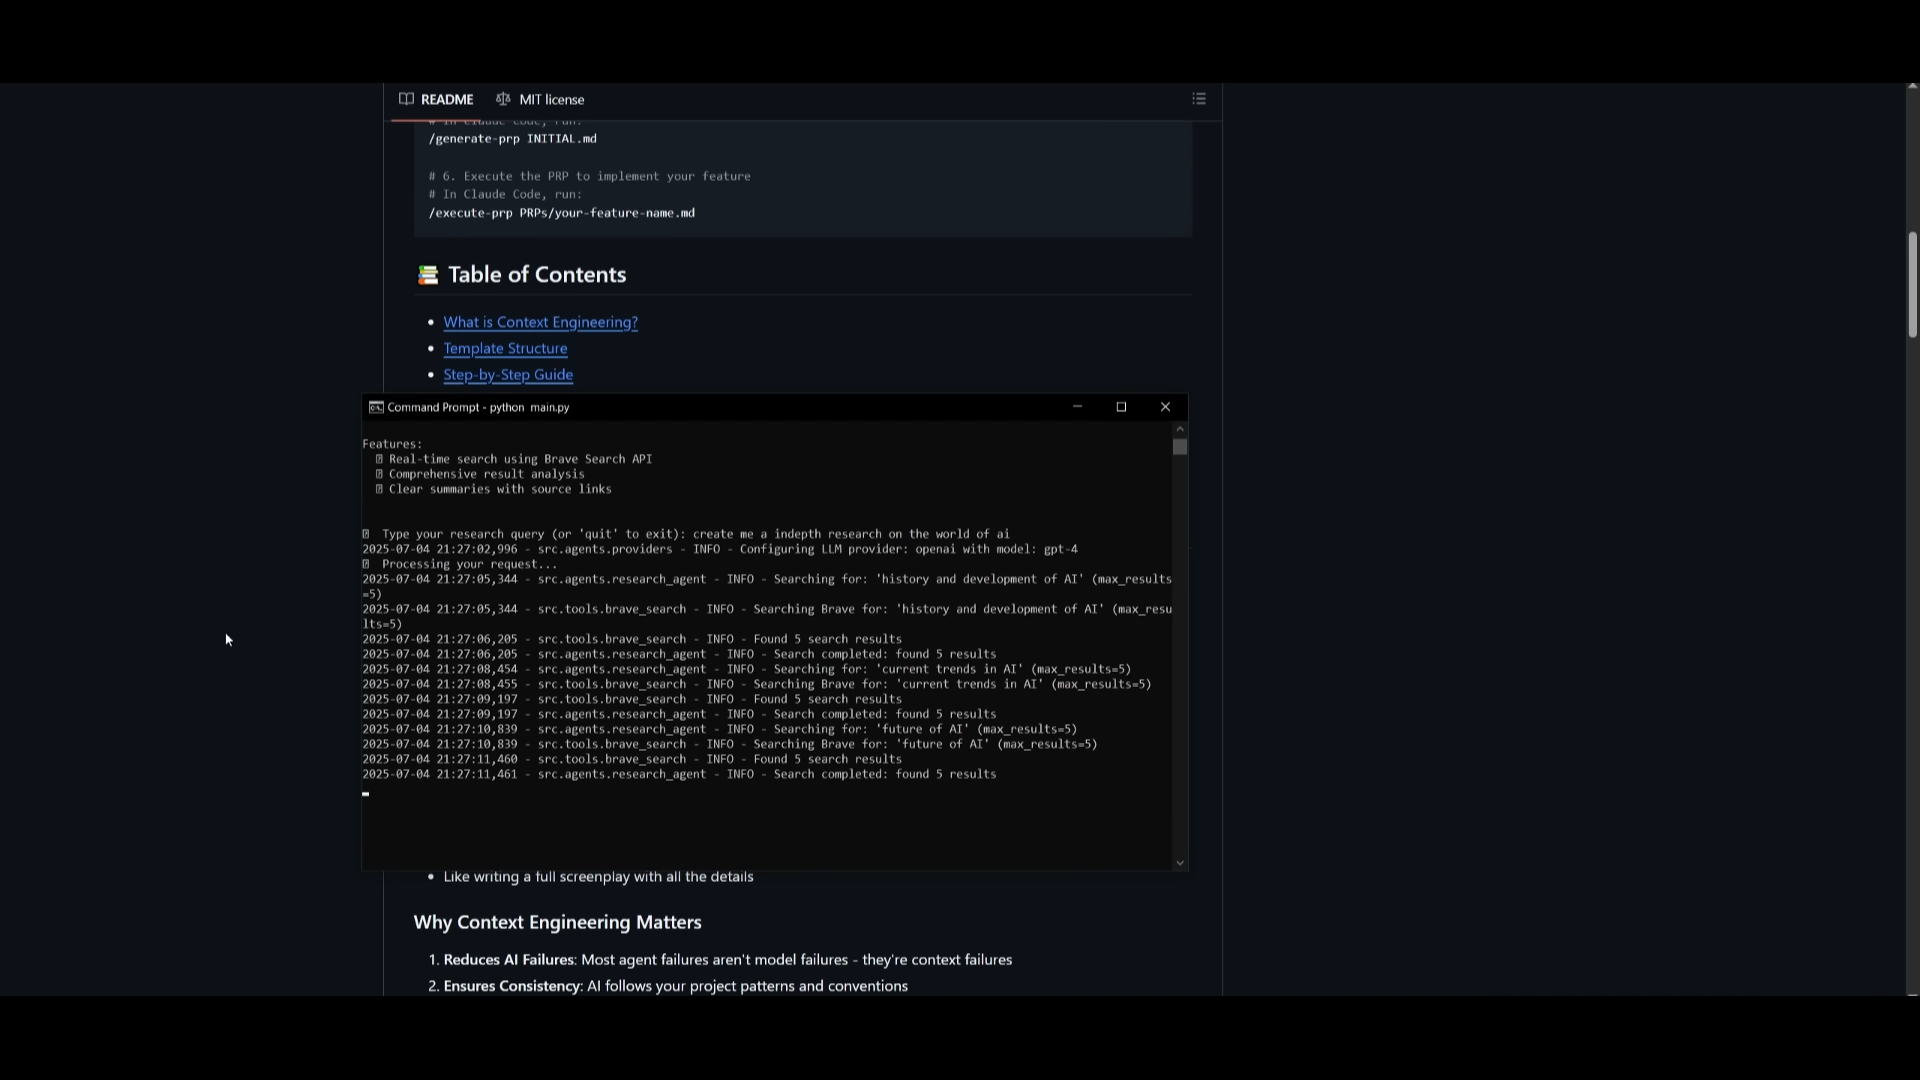 README MIT license
/generate-prp INITIAL.md
# 6. Execute the PRP to implement your feature
# In Claude Code, run:
/execute-prp PRPs/your-feature-name.md
Table of Contents
What is Context Engineering?
Template Structure
Step-by-Step Guide
Command Prompt - python main.py
Features:
Real-time search using Brave Search API
Comprehensive result analysis
Clear summaries with source links
Type your research query (or 'quit' to exit): create me a indepth research on the world of ai
2025-07-04 21:27:02,996 - src.agents.providers - INFO - Configuring LLM provider: openai with model: gpt-4
Processing your request...
2025-07-04 21:27:05,344 - src.agents.research_agent - INFO - Searching for: 'history and development of AI' (max_results
=5)
2025-07-04 21:27:05,344 - src.tools.brave_search - INFO - Searching Brave for: 'history and development of AI' (max_resu
lts=5)
2025-07-04 21:27:06,205 - src.tools.brave_search - INFO - Found 5 search results
2025-07-04 21:27:06,205 - src.agents.research_agent - INFO - Search completed: found 5 results
2025-07-04 21:27:08,454 - src.agents.research_agent - INFO - Searching for: 'current trends in AI' (max_results=5)
2025-07-04 21:27:08,455 - src.tools.brave_search - INFO - Searching Brave for: 'current trends in AI' (max_results=5)
2025-07-04 21:27:09,197 - src.tools.brave_search - INFO - Found 5 search results
2025-07-04 21:27:09,197 - src.agents.research_agent - INFO - Search completed: found 5 results
2025-07-04 21:27:10,839 - src.agents.research_agent - INFO - Searching for: 'future of AI' (max_results=5)
2025-07-04 21:27:10,839 - src.tools.brave_search - INFO - Searching Brave for: 'future of AI' (max_results=5)
2025-07-04 21:27:11,460 - src.tools.brave_search - INFO - Found 5 search results
2025-07-04 21:27:11,461 - src.agents.research_agent - INFO - Search completed: found 5 results
Like writing a full screenplay with all the details
Why Context Engineering Matters
1. Reduces AI Failures: Most agent failures aren't model failures - they're context failures
2. Ensures Consistency: AI follows your project patterns and conventions